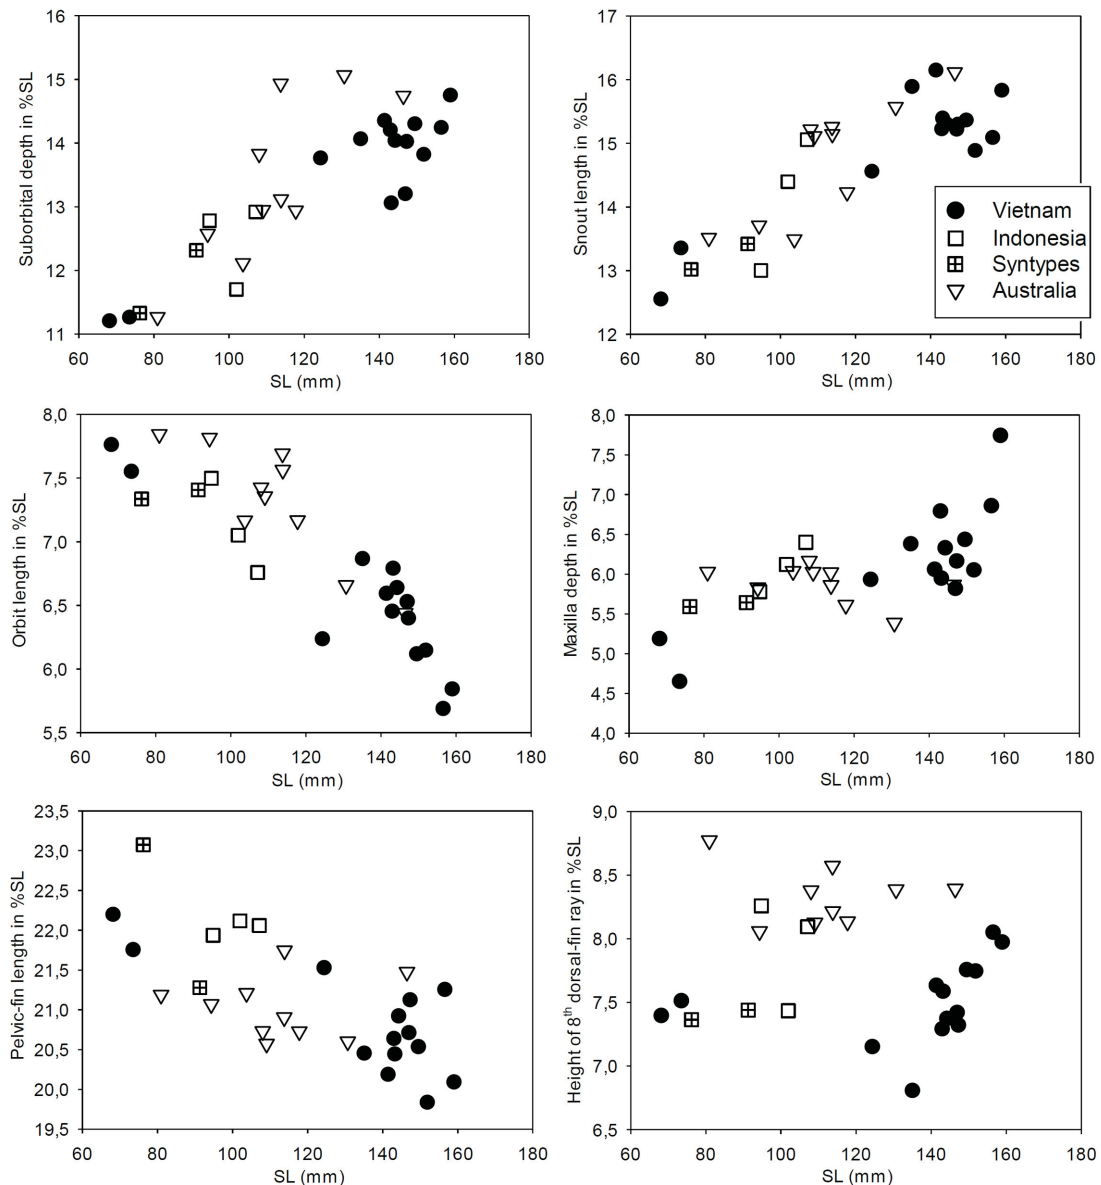 Suborbital depth in %SL
16
15
14
13
12
11
60 80 100 120 140 160 180
SL (mm)
Snout length in %SL
17
16
15
14
13
12
60 80 100 120 140 160 180
SL (mm)
Vietnam
Indonesia
Syntypes
Australia
Orbit length in %SL
8,0
7,5
7,0
6,5
6,0
5,5
60 80 100 120 140 160 180
SL (mm)
Maxilla depth in %SL
8,0
7,5
7,0
6,5
6,0
5,5
5,0
4,5
4,0
60 80 100 120 140 160 180
SL (mm)
Pelvic-fin length in %SL
23,5
23,0
22,5
22,0
21,5
21,0
20,5
20,0
19,5
60 80 100 120 140 160 180
SL (mm)
Height of 8th dorsal-fin ray in %SL
9,0
8,5
8,0
7,5
7,0
6,5
60 80 100 120 140 160 180
SL (mm)